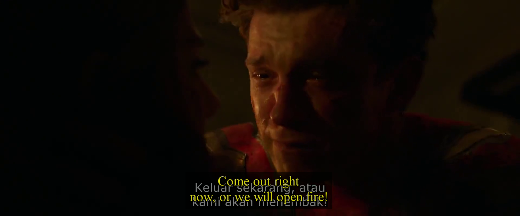 Come out right
now, or we will open fire!
Keluar sekarang, atau
kami akan menembak!